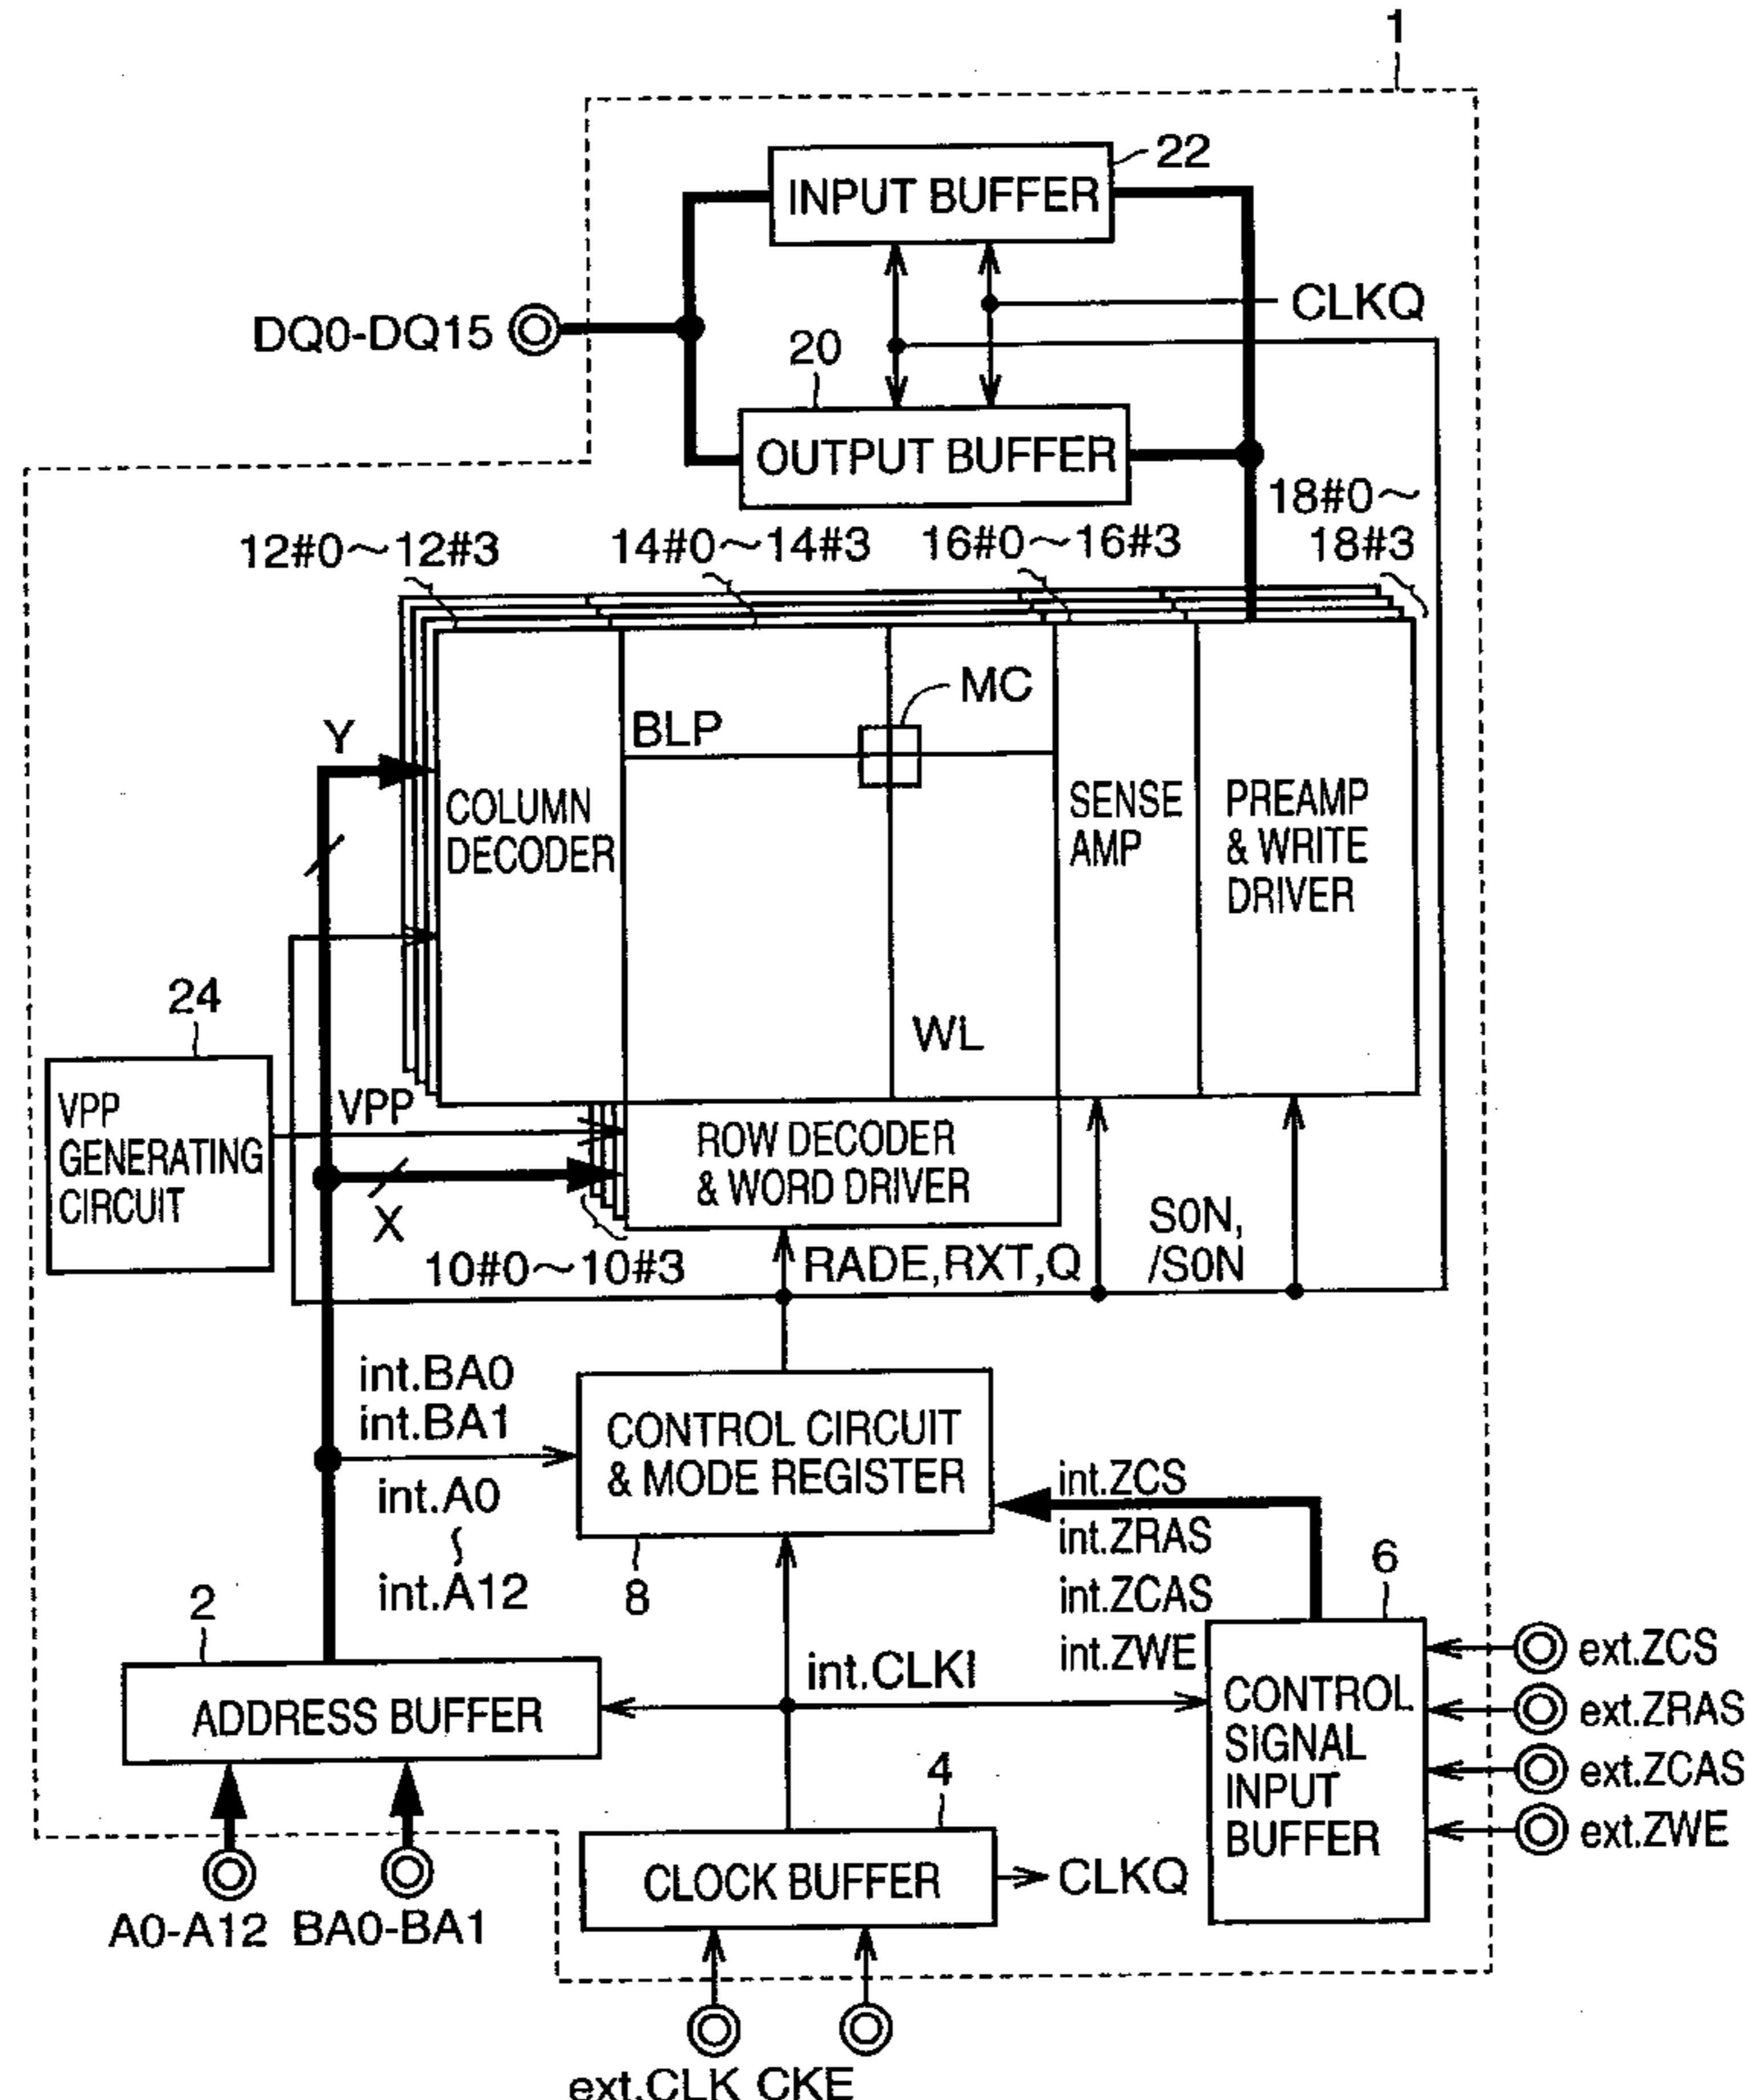 1
22
INPUT BUFFER
CLKQ
DQ0-DQ15
20
OUTPUT BUFFER
18#0～
18#3
12#0～12#3
14#0～14#3
16#0～16#3
MC
BLP
Y
COLUMN
DECODER
SENSE
AMP
PREAMP
& WRITE
DRIVER
24
WL
VPP
GENERATING
CIRCUIT
VPP
ROW DECODER
& WORD DRIVER
X
S0N,
/S0N
10#0～10#3
RADE,RXT,Q
int.BA0
int.BA1
CONTROL CIRCUIT
& MODE REGISTER
int.A0
～
int.A12
int.ZCS
int.ZRAS
int.ZCAS
int.ZWE
8
6
2
ext.ZCS
int.CLKI
ADDRESS BUFFER
CONTROL
SIGNAL
INPUT
BUFFER
ext.ZRAS
ext.ZCAS
ext.ZWE
4
CLOCK BUFFER
CLKQ
A0-A12 BA0-BA1
ext.CLK CKE